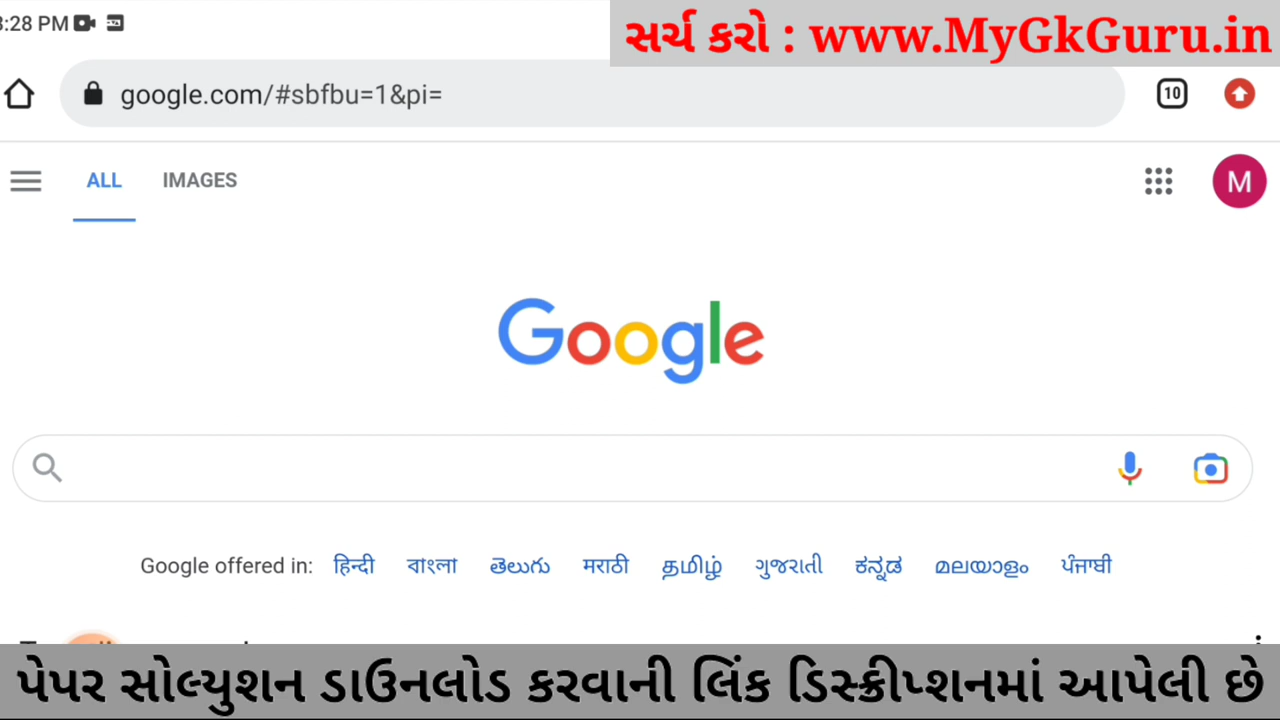 3:28 PM
સર્ચ કરો : www.MyGkGuru.in
google.com/#sbfbu=1&pi=
10
ALL IMAGES
M
Google
Google offered in: हिन्दी বাংলা తెలుగు मराठी தமிழ் ગુજરાતી ಕನ್ನಡ മലയാളം ਪੰਜਾਬੀ
પેપર સોલ્યુશન ડાઉનલોડ કરવાની લિંક ડિસ્ક્રીપ્શનમાં આપેલી છે